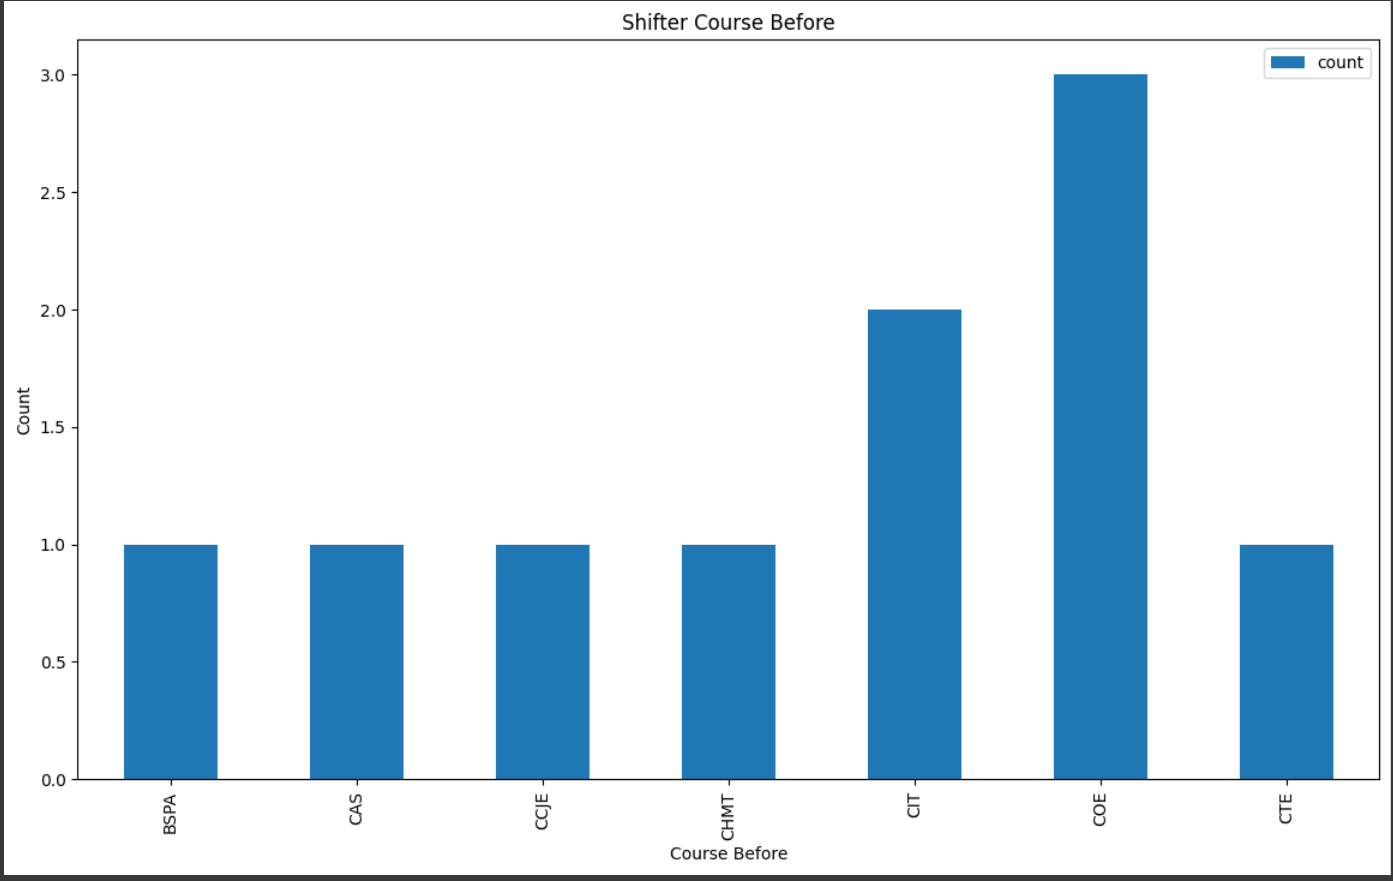 Shifter Course Before
count
3.0
2.5
2.0
1.5
1.0
0.5
0.0
Count
BSPA
CAS
CCJE
CHMT
CIT
COE
CTE
Course Before